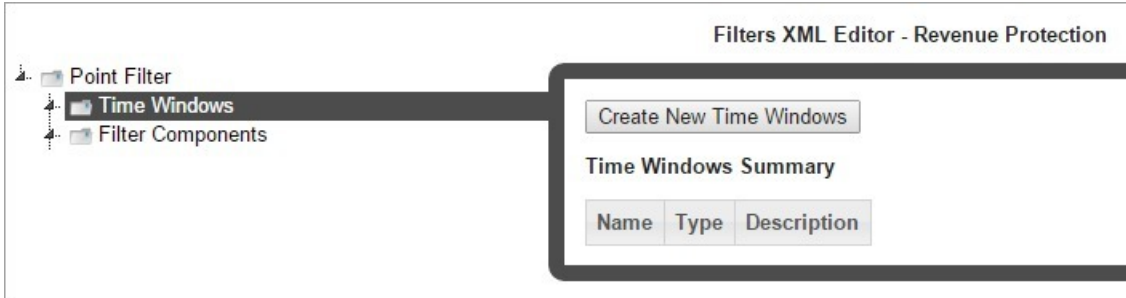 Filters XML Editor - Revenue Protection
Point Filter
Time Windows
Filter Components
Create New Time Windows
Time Windows Summary
Name Type Description